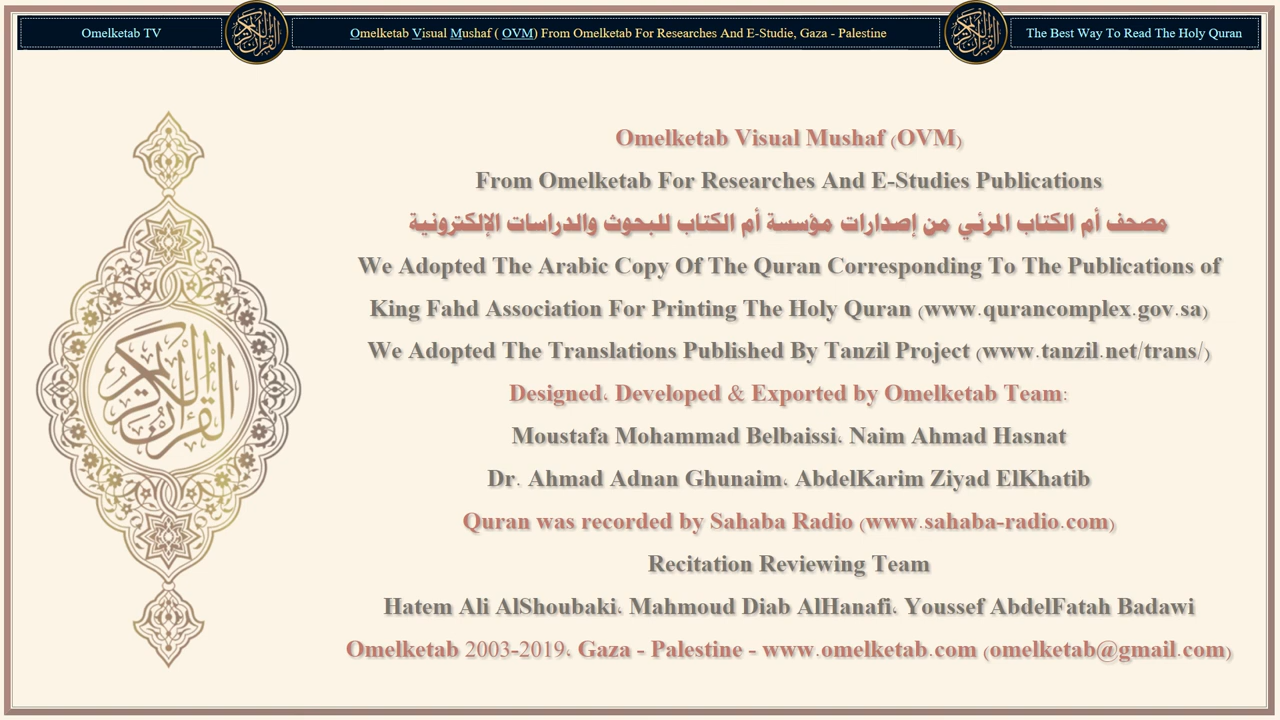 Omelketab TV
Omelketab Visual Mushaf ( OVM) From Omelketab For Researches And E-Studie, Gaza - Palestine
The Best Way To Read The Holy Quran
Omelketab Visual Mushaf (OVM)
From Omelketab For Researches And E-Studies Publications
مصحف أم الكتاب المرئي من إصدارات مؤسسة أم الكتاب للبحوث والدراسات الإلكترونية
We Adopted The Arabic Copy Of The Quran Corresponding To The Publications of
King Fahd Association For Printing The Holy Quran (www.qurancomplex.gov.sa)
We Adopted The Translations Published By Tanzil Project (www.tanzil.net/trans/)
Designed، Developed & Exported by Omelketab Team:
Moustafa Mohammad Belbaissi، Naim Ahmad Hasnat
Dr. Ahmad Adnan Ghunaim، AbdelKarim Ziyad ElKhatib
Quran was recorded by Sahaba Radio (www.sahaba-radio.com)
Recitation Reviewing Team
Hatem Ali AlShoubaki، Mahmoud Diab AlHanafi، Youssef AbdelFatah Badawi
Omelketab 2003-2019، Gaza - Palestine - www.omelketab.com (omelketab@gmail.com)
القرآن الكريم